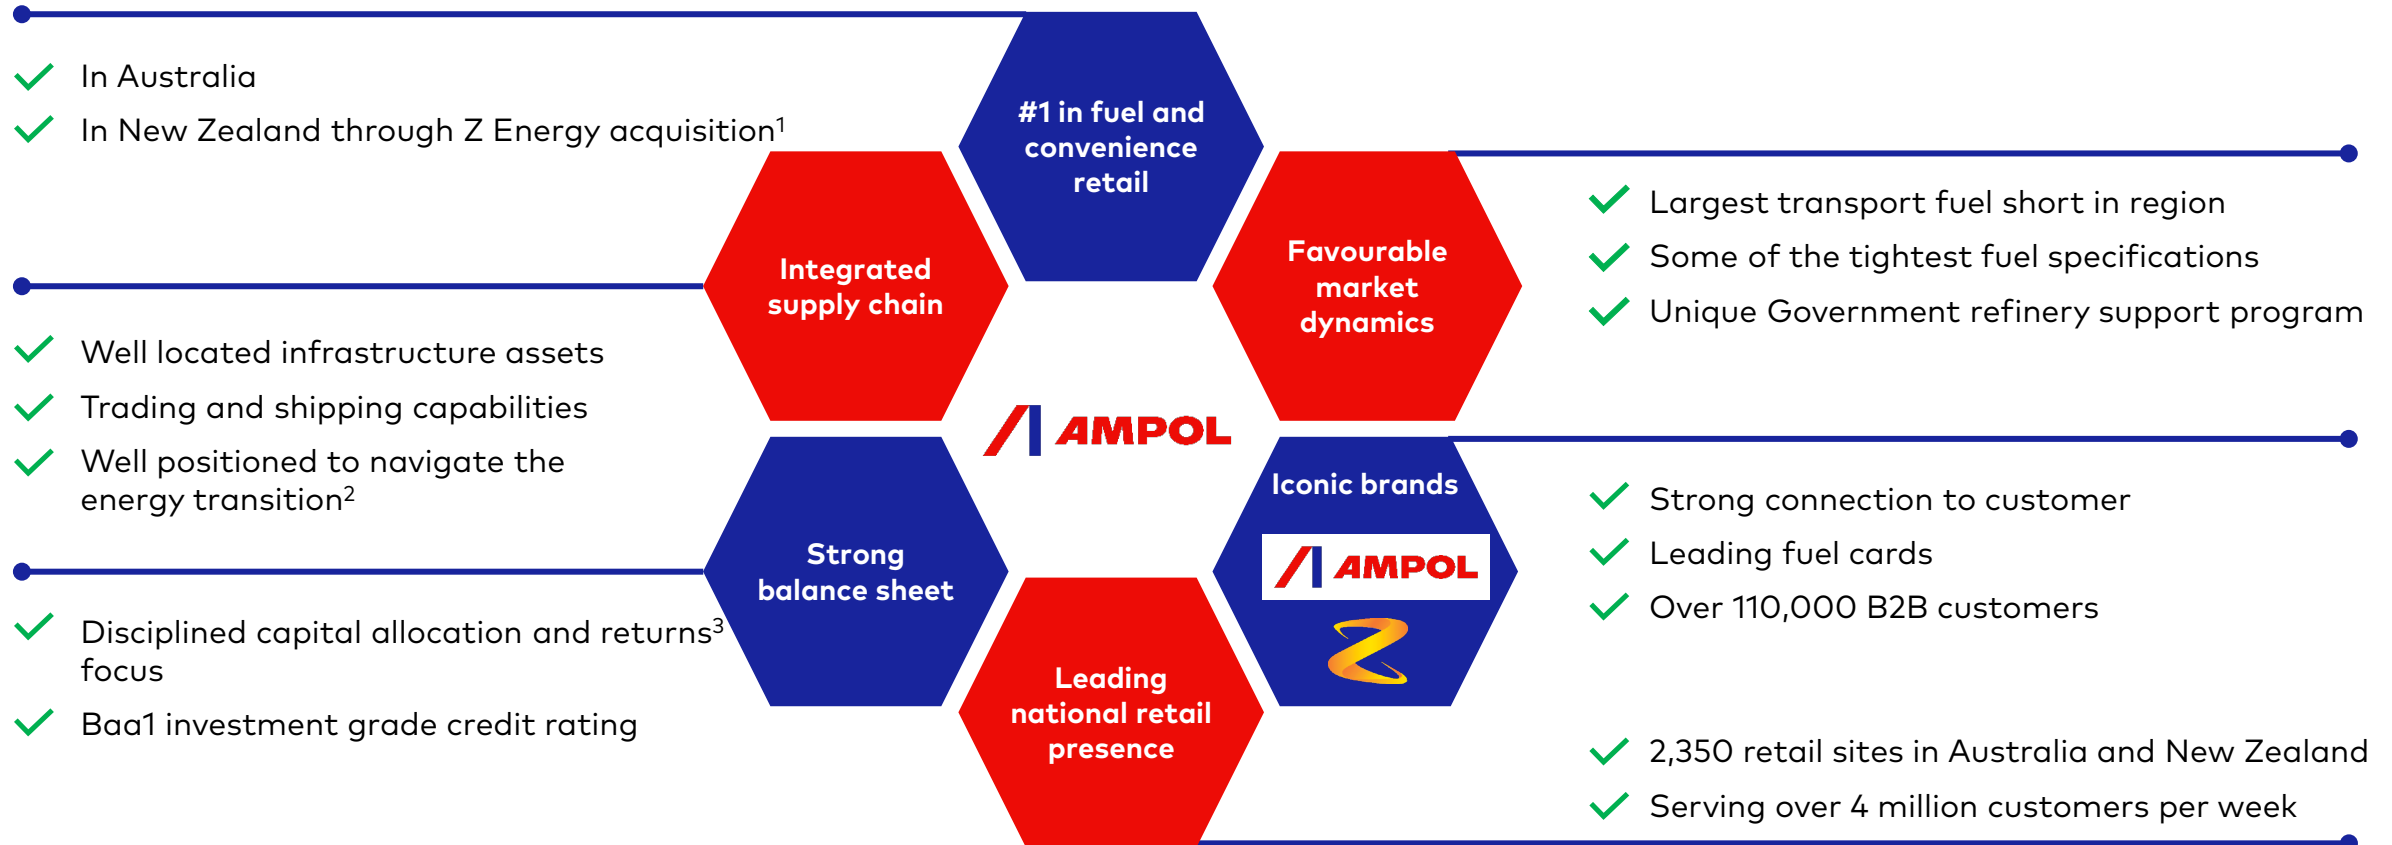 #1 in fuel and
convenience
retail
In Australia
In New Zealand through Z Energy acquisition¹
Favourable
market
dynamics
Largest transport fuel short in region
Some of the tightest fuel specifications
Unique Government refinery support program
Integrated
supply chain
Well located infrastructure assets
Trading and shipping capabilities
Well positioned to navigate the
energy transition²
AMPOL
Iconic brands
AMPOL
Strong connection to customer
Leading fuel cards
Over 110,000 B2B customers
Strong
balance sheet
Disciplined capital allocation and returns³
focus
Baa1 investment grade credit rating
Leading
national retail
presence
2,350 retail sites in Australia and New Zealand
Serving over 4 million customers per week